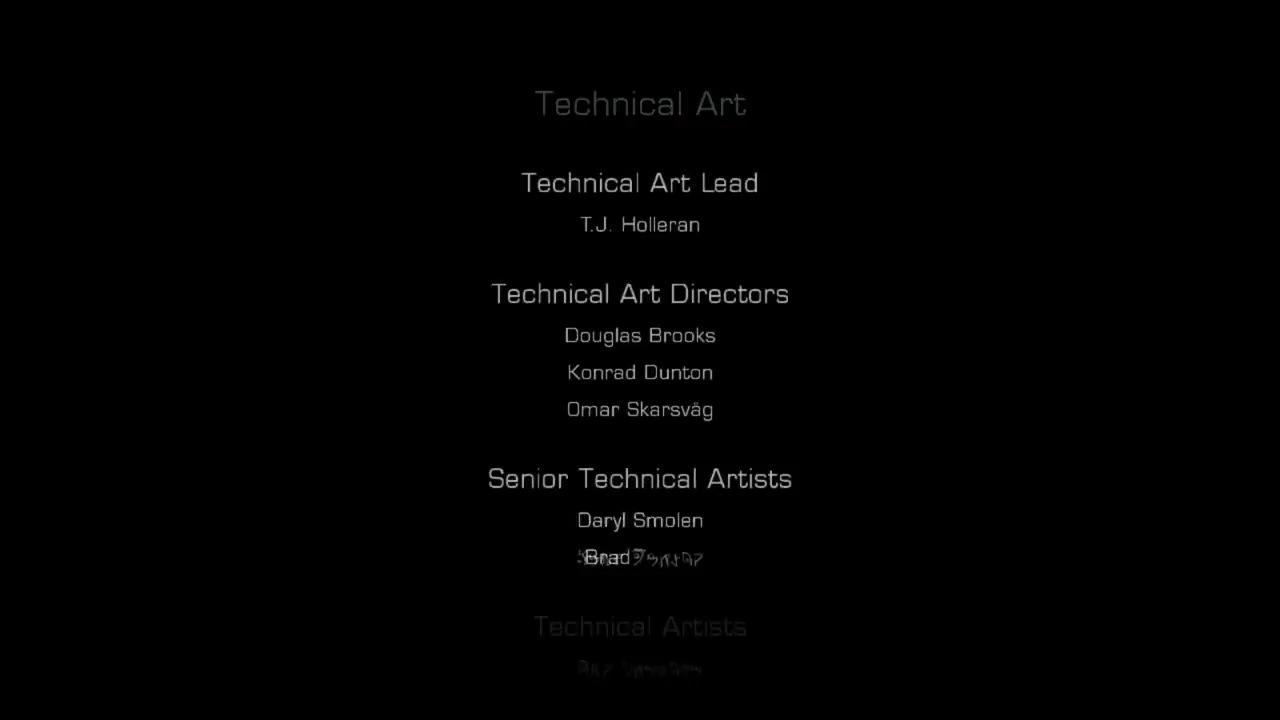 Technical Art
Technical Art Lead
T.J. Holleran
Technical Art Directors
Douglas Brooks
Konrad Dunton
Omar Skarsväg
Senior Technical Artists
Daryl Smolen
Brad
Technical Artists